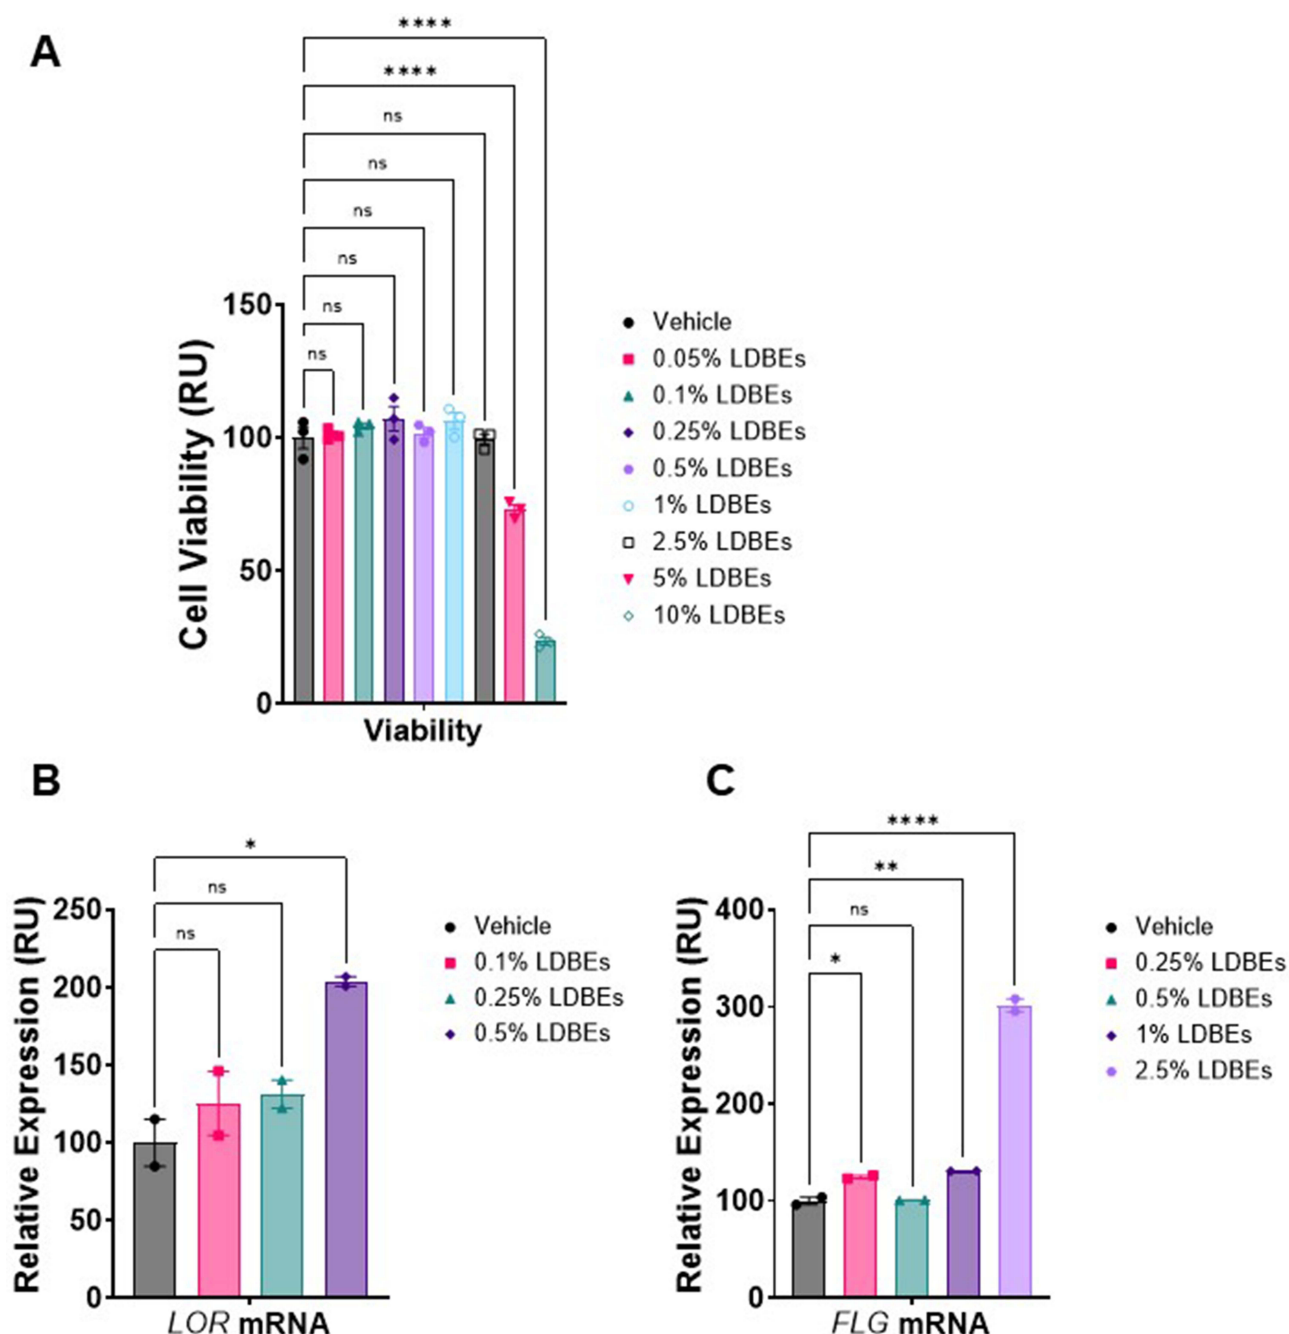 A
****
****
ns
ns
ns
ns
ns
ns
150
100
50
0
Cell Viability (RU)
Viability
Vehicle
0.05% LDBEs
0.1% LDBEs
0.25% LDBEs
0.5% LDBEs
1% LDBEs
2.5% LDBEs
5% LDBEs
10% LDBEs
B
*
ns
ns
250
200
150
100
50
0
Relative Expression (RU)
LOR mRNA
Vehicle
0.1% LDBEs
0.25% LDBEs
0.5% LDBEs
C
****
**
ns
*
400
300
200
100
0
Relative Expression (RU)
FLG mRNA
Vehicle
0.25% LDBEs
0.5% LDBEs
1% LDBEs
2.5% LDBEs